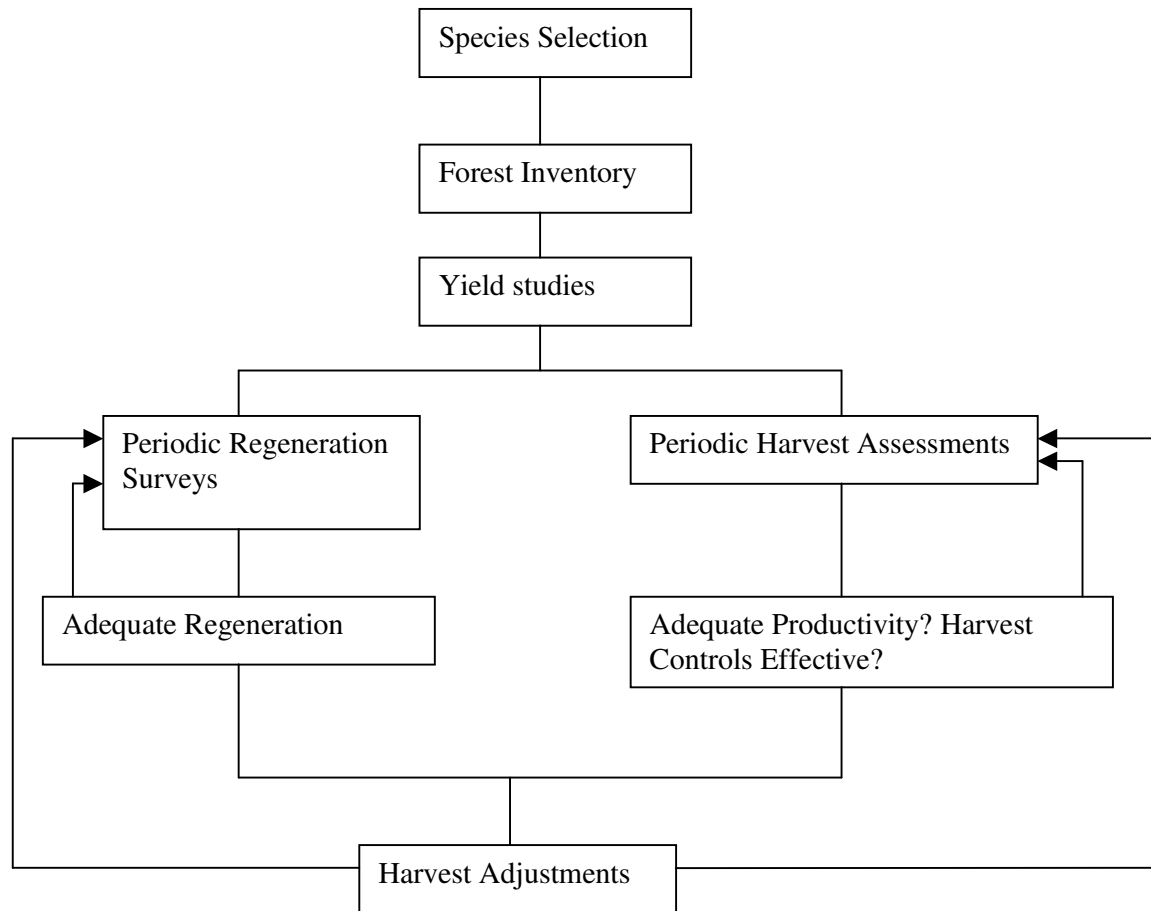 Species Selection
Forest Inventory
Yield studies
Periodic Regeneration
Surveys
Periodic Harvest Assessments
Adequate Regeneration
Adequate Productivity? Harvest
Controls Effective?
Harvest Adjustments